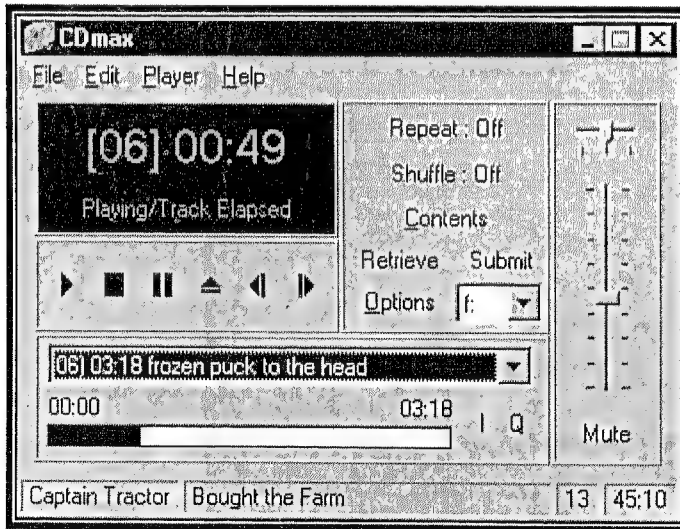 CDmax
File Edit Player Help
[06] 00:49
Playing/Track Elapsed
Repeat : Off
Shuffle : Off
Contents
Retrieve Submit
Options f:
06] 03:18 frozen puck to the head
00:00 03:18
I Q
Mute
Captain Tractor Bought the Farm 13 45:10